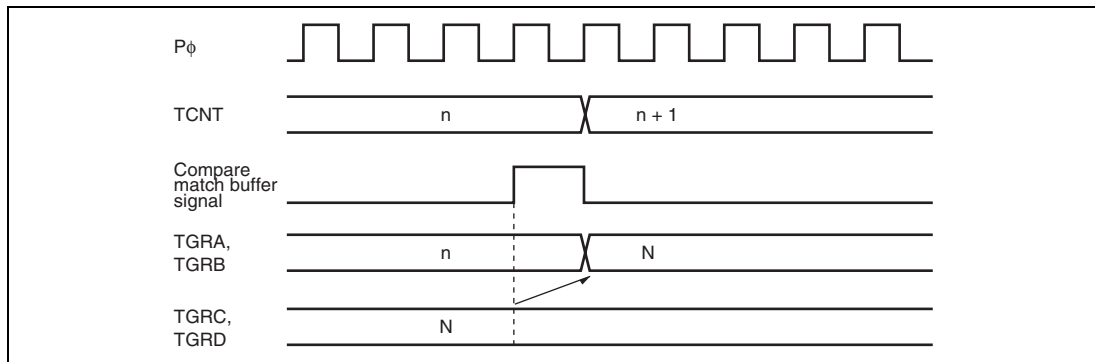 Pϕ
TCNT
n
n + 1
Compare
match buffer
signal
TGRA,
TGRB
n
N
TGRC,
TGRD
N